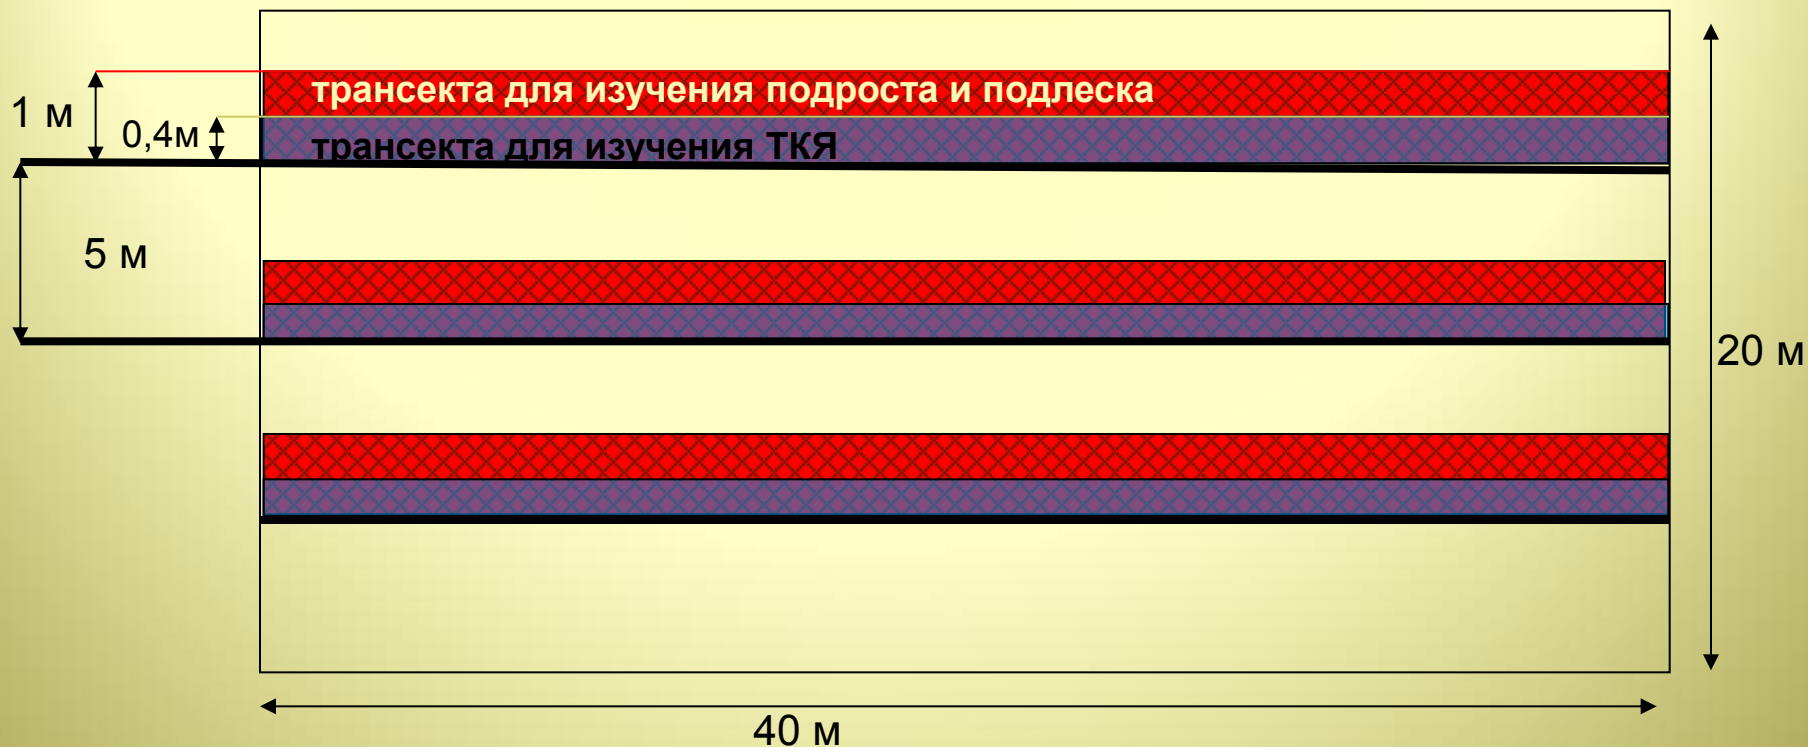 трансекта для изучения подроста и подлеска
1 м
0,4м
трансекта для изучения ТКЯ
5 м
20 м
40 м